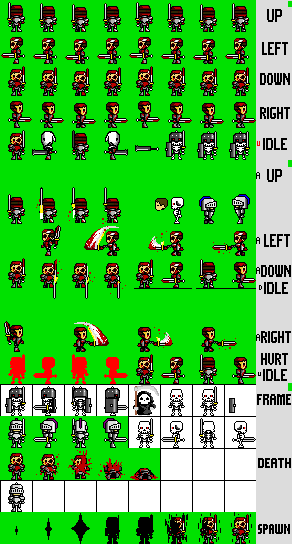 UP
LEFT
DOWN
RIGHT
U IDLE
A UP
A LEFT
A DOWN
D IDLE
A RIGHT
HURT
U IDLE
FRAME
DEATH
SPAWN